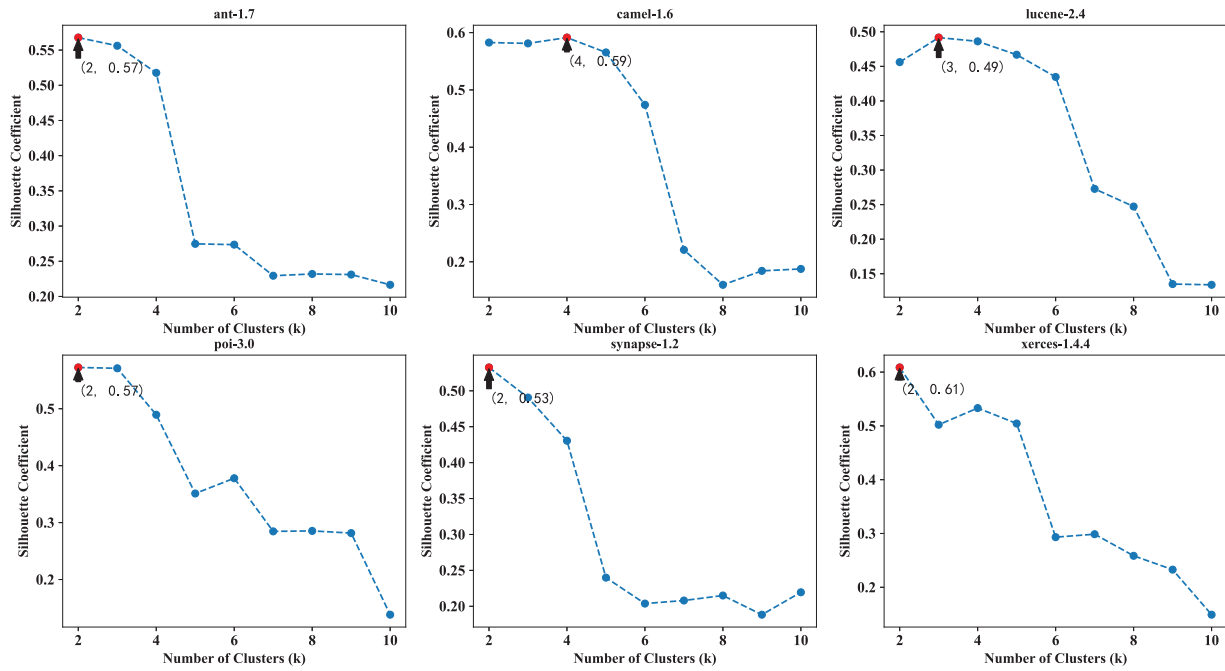 ant-1.7
Silhouette Coefficient
0.55
0.50
0.45
0.40
0.35
0.30
0.25
0.20
(2, 0.57)
2 4 6 8 10
Number of Clusters (k)
camel-1.6
Silhouette Coefficient
0.6
0.5
0.4
0.3
0.2
(4, 0.59)
2 4 6 8 10
Number of Clusters (k)
lucene-2.4
Silhouette Coefficient
0.50
0.45
0.40
0.35
0.30
0.25
0.20
0.15
(3, 0.49)
2 4 6 8 10
Number of Clusters (k)
poi-3.0
Silhouette Coefficient
0.5
0.4
0.3
0.2
(2, 0.57)
2 4 6 8 10
Number of Clusters (k)
synapse-1.2
Silhouette Coefficient
0.50
0.45
0.40
0.35
0.30
0.25
0.20
(2, 0.53)
2 4 6 8 10
Number of Clusters (k)
xerces-1.4.4
Silhouette Coefficient
0.6
0.5
0.4
0.3
0.2
(2, 0.61)
2 4 6 8 10
Number of Clusters (k)